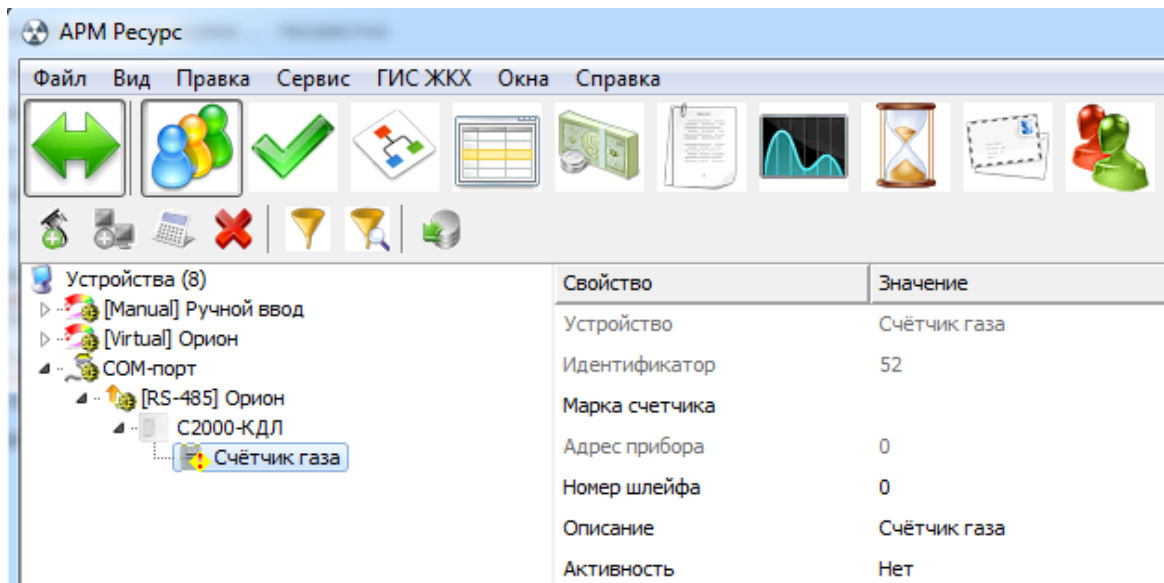 АРМ Ресурс
Файл Вид Правка Сервис ГИС ЖКХ Окна Справка
Устройства (8)
[Manual] Ручной ввод
[Virtual] Орион
COM-порт
[RS-485] Орион
С2000-КДЛ
Счётчик газа
Свойство Значение
Устройство Счётчик газа
Идентификатор 52
Марка счетчика
Адрес прибора 0
Номер шлейфа 0
Описание Счётчик газа
Активность Нет